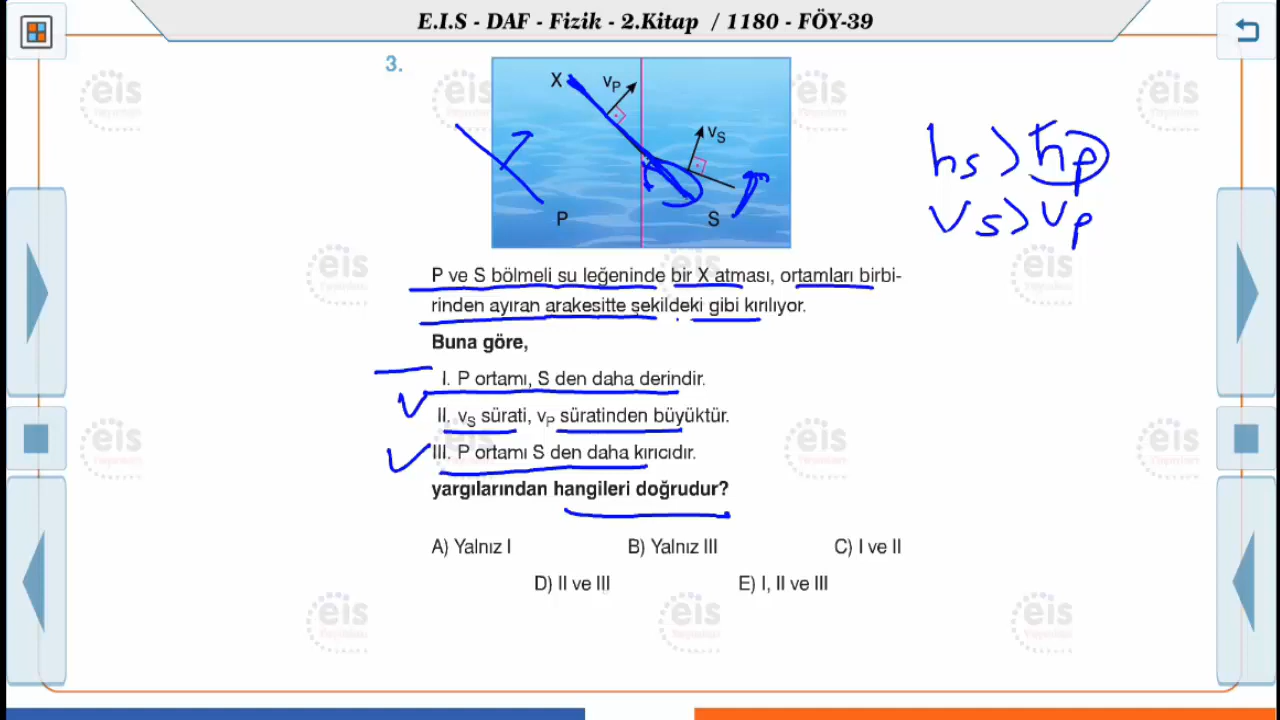 E.I.S - DAF - Fizik - 2.Kitap / 1180 - FÖY-39
3.
X
vP
vS
P
S
hs > hp
vs > vp
P ve S bölmeli su leğeninde bir X atması, ortamları birbi-
rinden ayıran arakesitte şekildeki gibi kırılıyor.
Buna göre,
I. P ortamı, S den daha derindir.
II. vS sürati, vP süratinden büyüktür.
III. P ortamı S den daha kırıcıdır.
yargılarından hangileri doğrudur?
A) Yalnız I
B) Yalnız III
C) I ve II
D) II ve III
E) I, II ve III